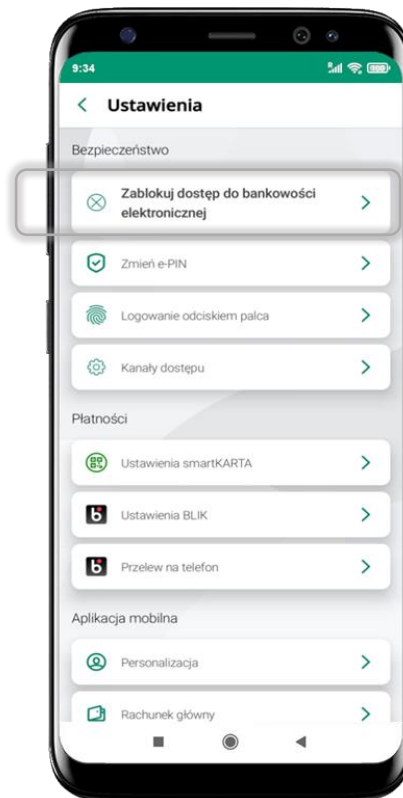 9:34
Ustawienia
Bezpieczeństwo
Zablokuj dostęp do bankowości
elektronicznej
Zmień e-PIN
Logowanie odciskiem palca
Kanały dostępu
Płatności
Ustawienia smartKARTA
Ustawienia BLIK
Przelew na telefon
Aplikacja mobilna
Personalizacja
Rachunek główny